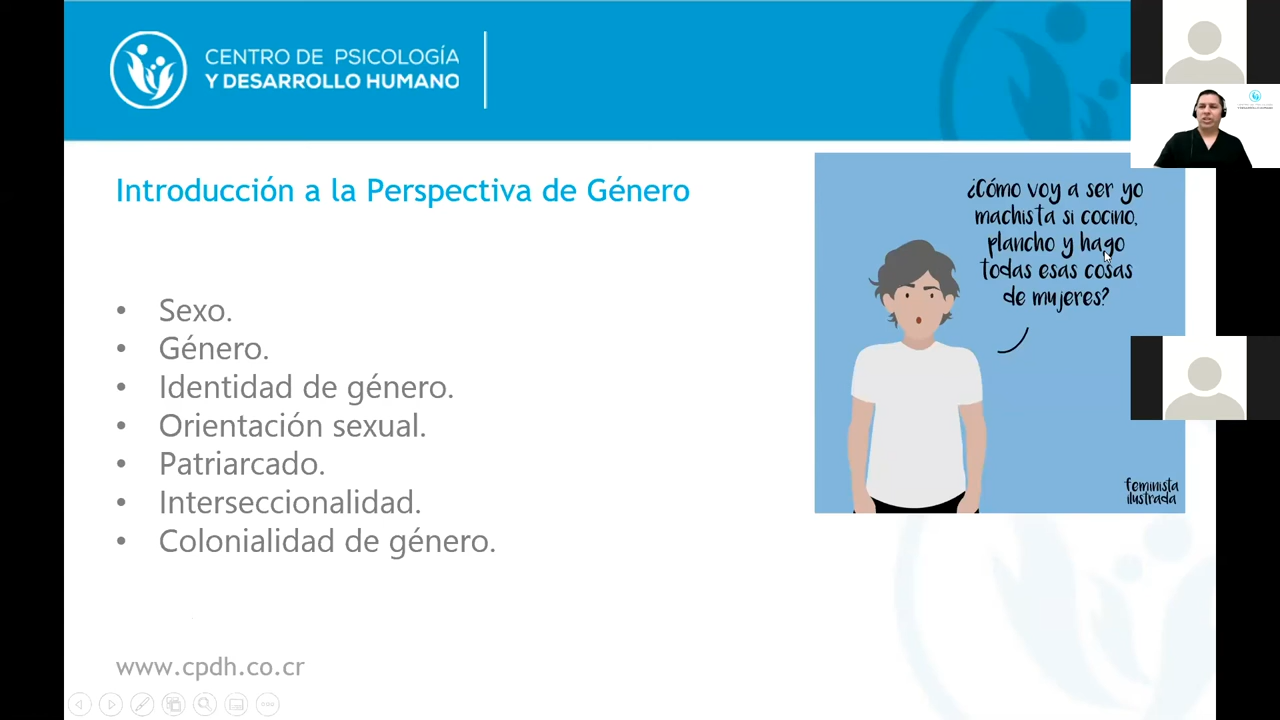 CENTRO DE PSICOLOGÍA
Y DESARROLLO HUMANO
Introducción a la Perspectiva de Género
• Sexo.
• Género.
• Identidad de género.
• Orientación sexual.
• Patriarcado.
• Interseccionalidad.
• Colonialidad de género.
¿Cómo voy a ser yo
machista si cocino,
plancho y hago
todas esas cosas
de mujeres?
feminista
ilustrada
www.cpdh.co.cr